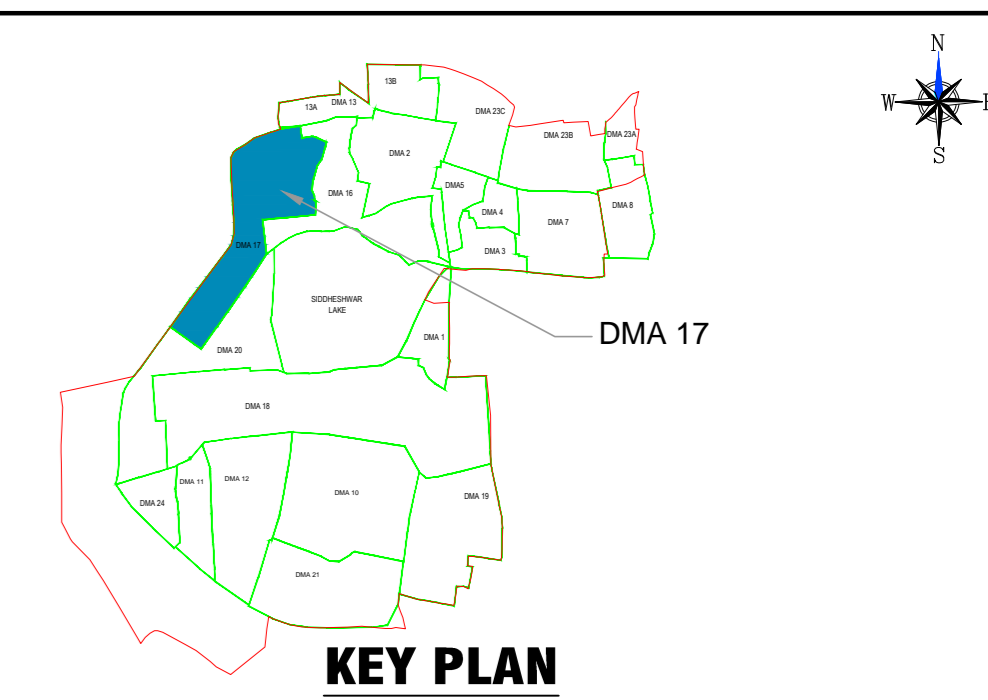 N
W E
S
13B
13A
DMA 13
DMA 23C
DMA 23B
DMA 23A
DMA 2
DMA 16
DMA5
DMA 4
DMA 7
DMA 8
DMA 17
DMA 3
SIDDHESHWAR
LAKE
DMA 1
DMA 17
DMA 20
DMA 18
DMA 11
DMA 12
DMA 24
DMA 10
DMA 19
DMA 21
KEY PLAN